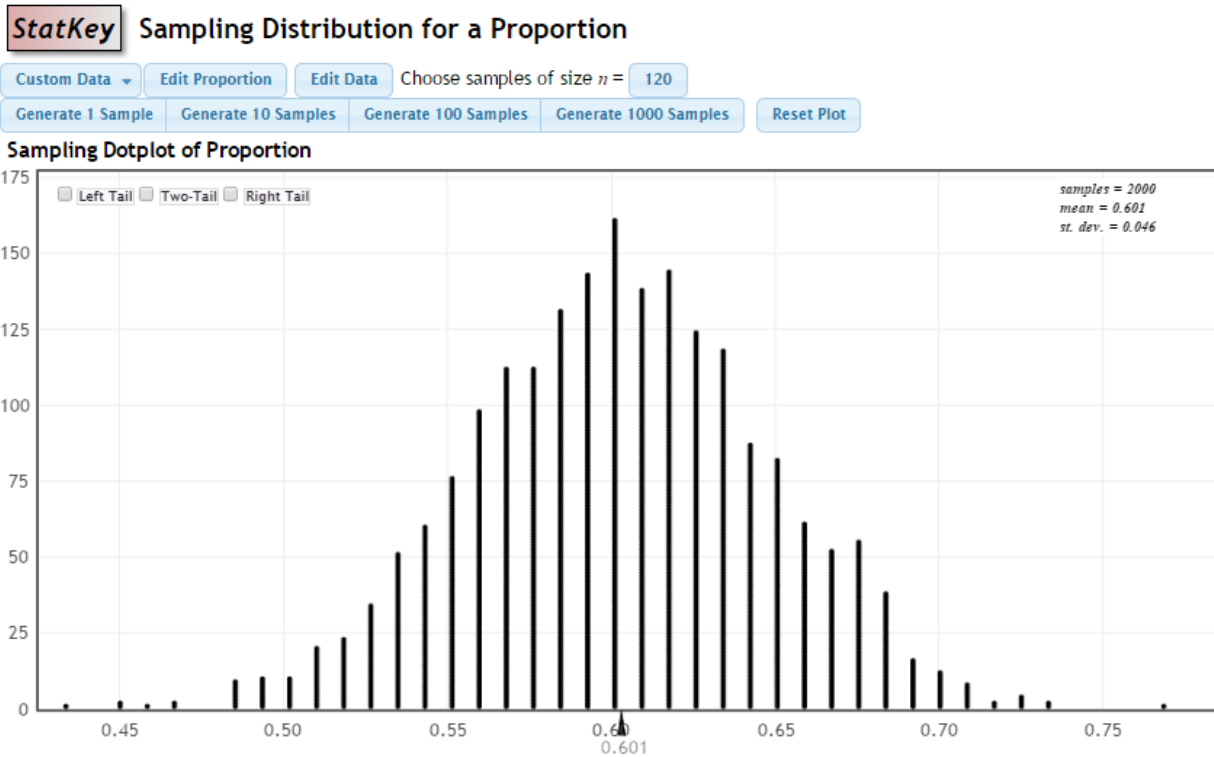 StatKey Sampling Distribution for a Proportion
Custom Data Edit Proportion Edit Data Choose samples of size n = 120
Generate 1 Sample Generate 10 Samples Generate 100 Samples Generate 1000 Samples Reset Plot
Sampling Dotplot of Proportion
175
Left Tail Two-Tail Right Tail
samples = 2000
mean = 0.601
st. dev. = 0.046
150
125
100
75
50
25
0
0.45 0.50 0.55 0.60 0.65 0.70 0.75
0.601